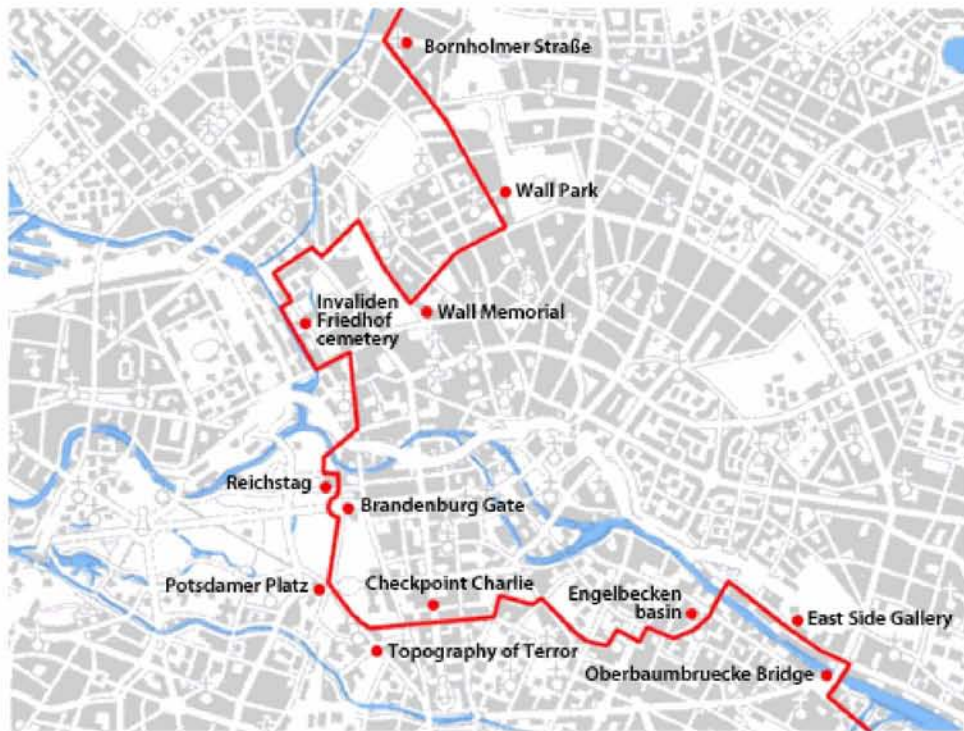 Bornholmer Straße
Wall Park
Invaliden
Friedhof
cemetery
Wall Memorial
Reichstag
Brandenburg Gate
Potsdamer Platz
Checkpoint Charlie
Engelbecken
basin
East Side Gallery
Topography of Terror
Oberbaumbruecke Bridge